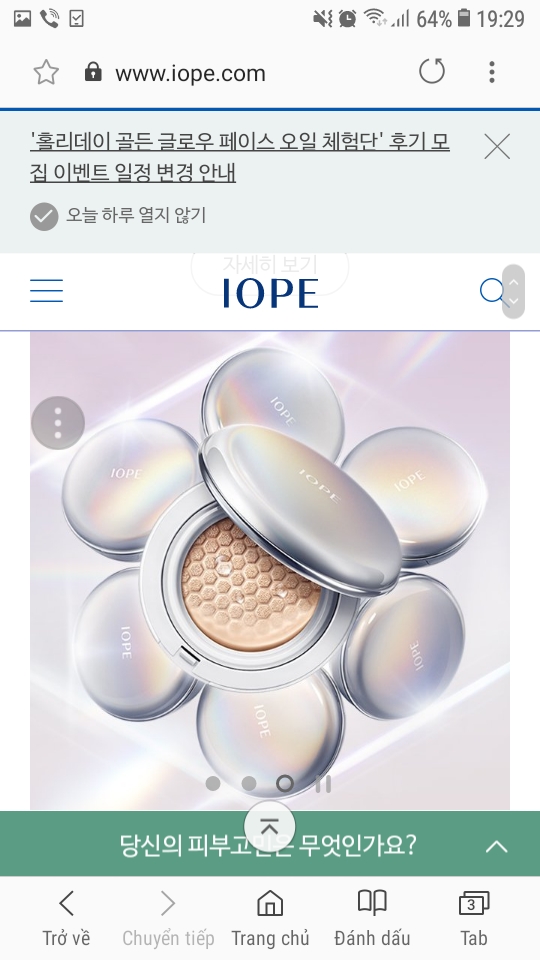 64% 19:29
www.iope.com
'홀리데이 골든 글로우 페이스 오일 체험단' 후기 모
집 이벤트 일정 변경 안내
오늘 하루 열지 않기
자세히 보기
IOPE
IOPE
IOPE
IOPE
IOPE
IOPE
IOPE
IOPE
당신의 피부고민은 무엇인가요?
3
Trở về
Chuyển tiếp
Trang chủ
Đánh dấu
Tab